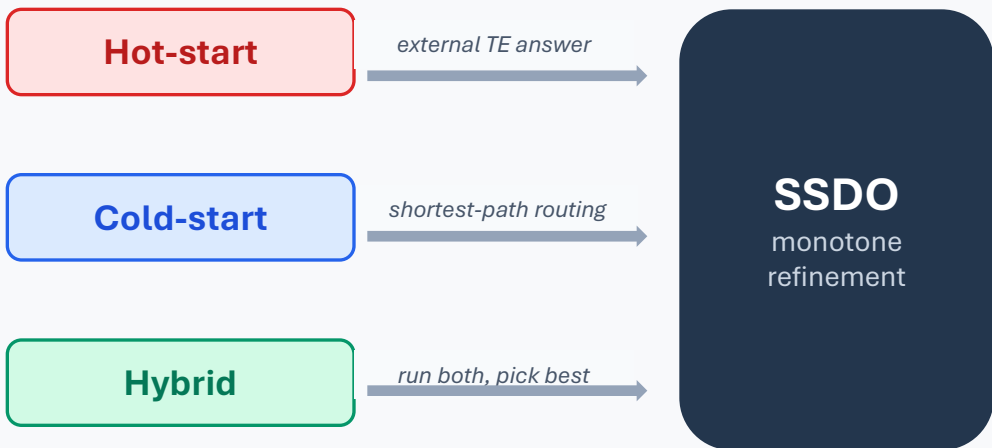 Hot-start
external TE answer
Cold-start
shortest-path routing
SSDO
monotone
refinement
Hybrid
run both, pick best